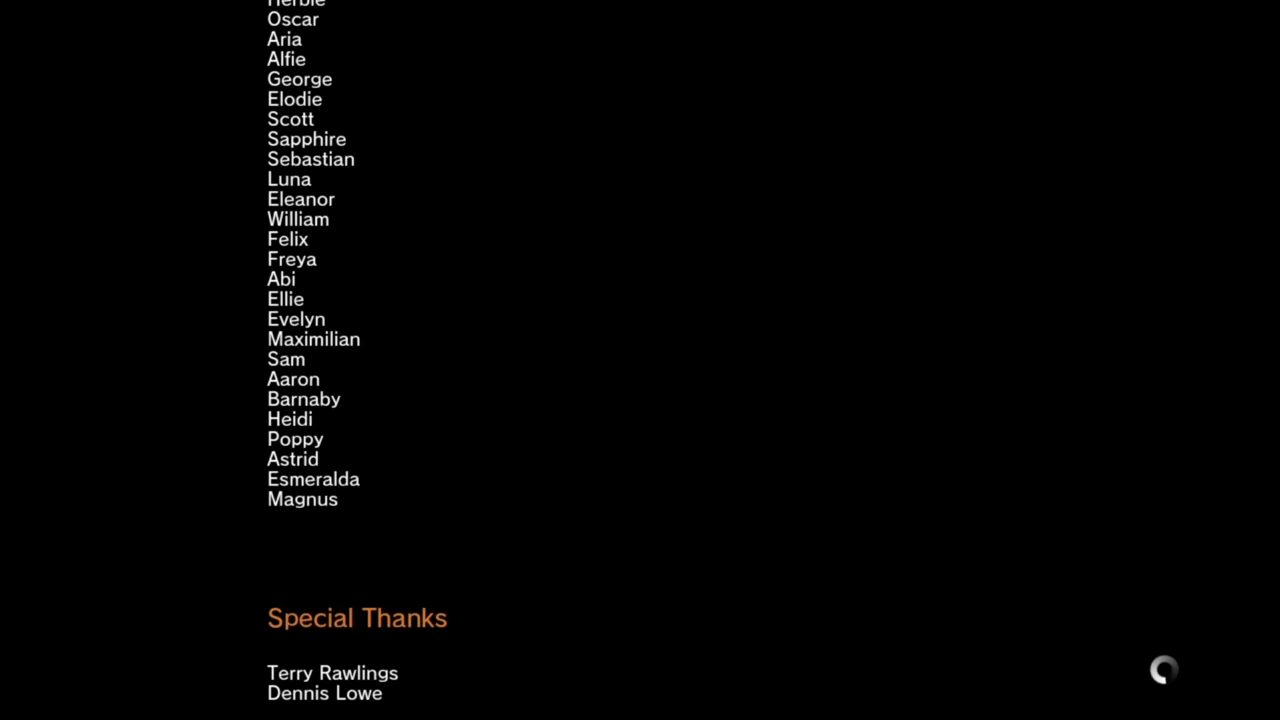 Herbie
Oscar
Aria
Alfie
George
Elodie
Scott
Sapphire
Sebastian
Luna
Eleanor
William
Felix
Freya
Abi
Ellie
Evelyn
Maximilian
Sam
Aaron
Barnaby
Heidi
Poppy
Astrid
Esmeralda
Magnus
Special Thanks
Terry Rawlings
Dennis Lowe